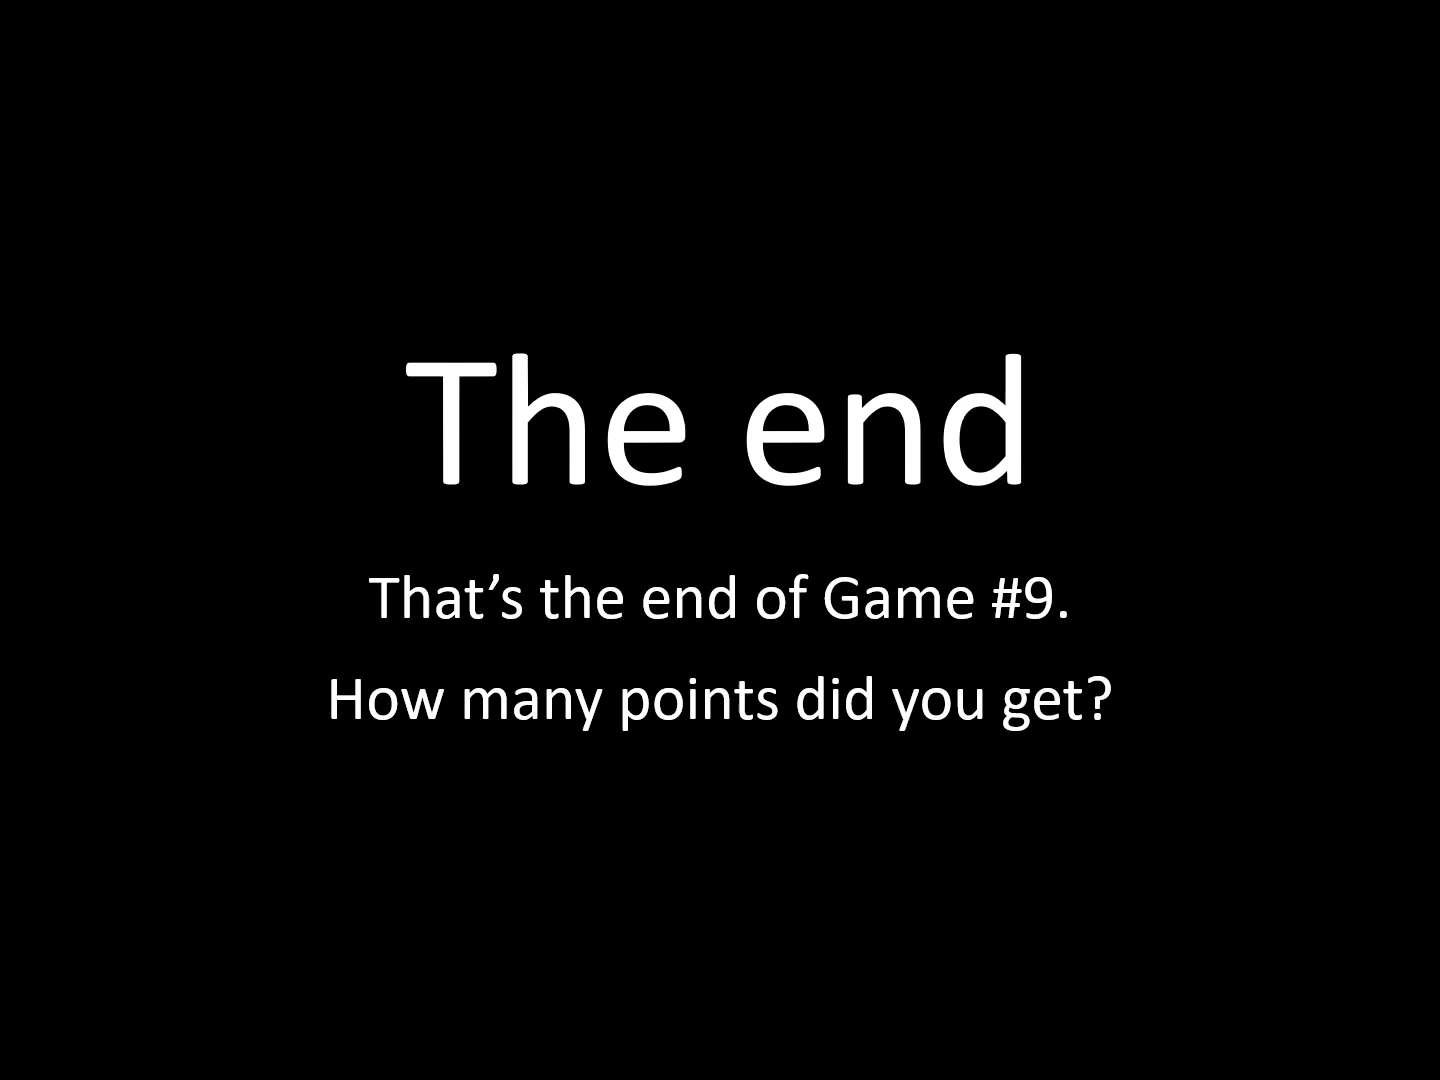 The end
That’s the end of Game #9.
How many points did you get?